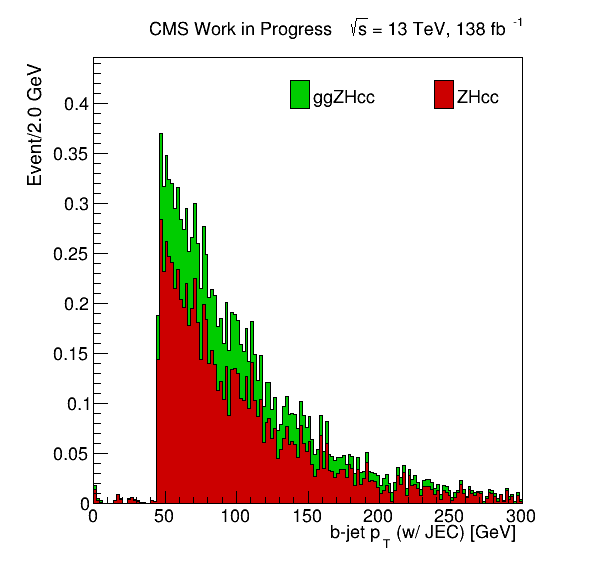 CMS Work in Progress √s = 13 TeV, 138 fb⁻¹
Event/2.0 GeV
ggZHcc ZHcc
0.4
0.35
0.3
0.25
0.2
0.15
0.1
0.05
0
0 50 100 150 200 250 300
b-jet p_T (w/ JEC) [GeV]